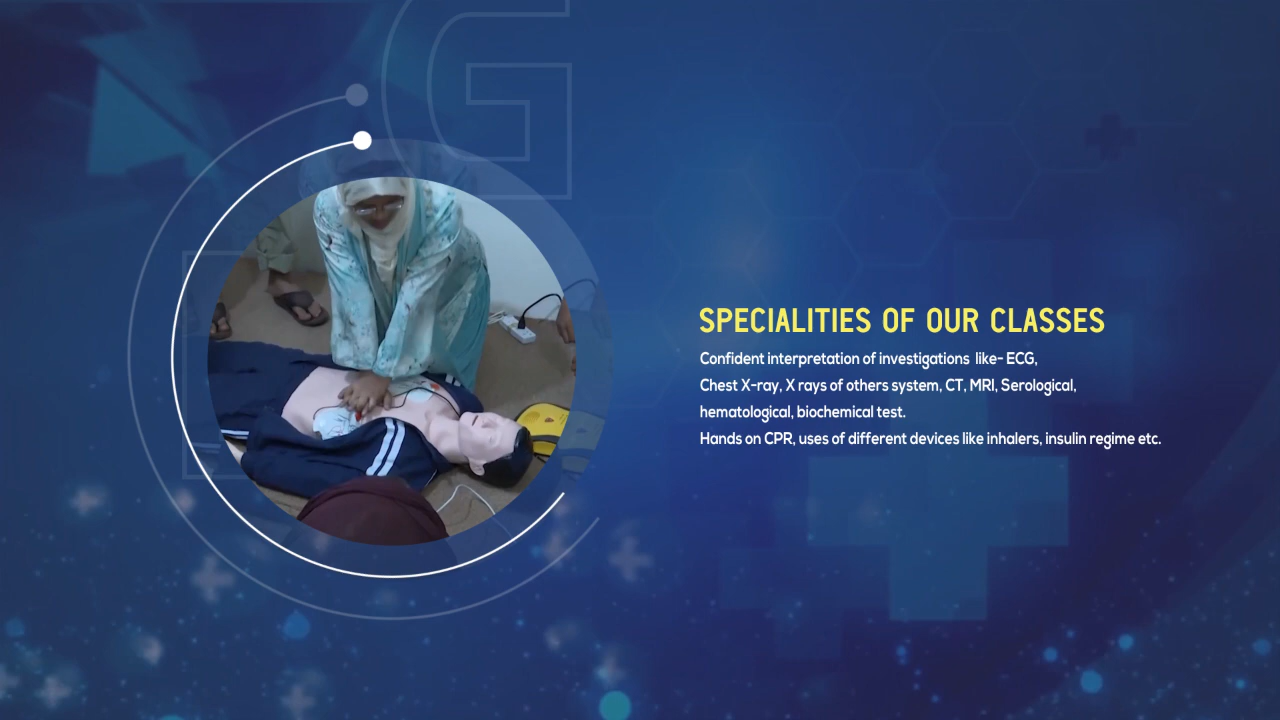 SPECIALITIES OF OUR CLASSES
Confident interpretation of investigations like- ECG,
Chest X-ray, X rays of others system, CT, MRI, Serological,
hematological, biochemical test.
Hands on CPR, uses of different devices like inhalers, insulin regime etc.